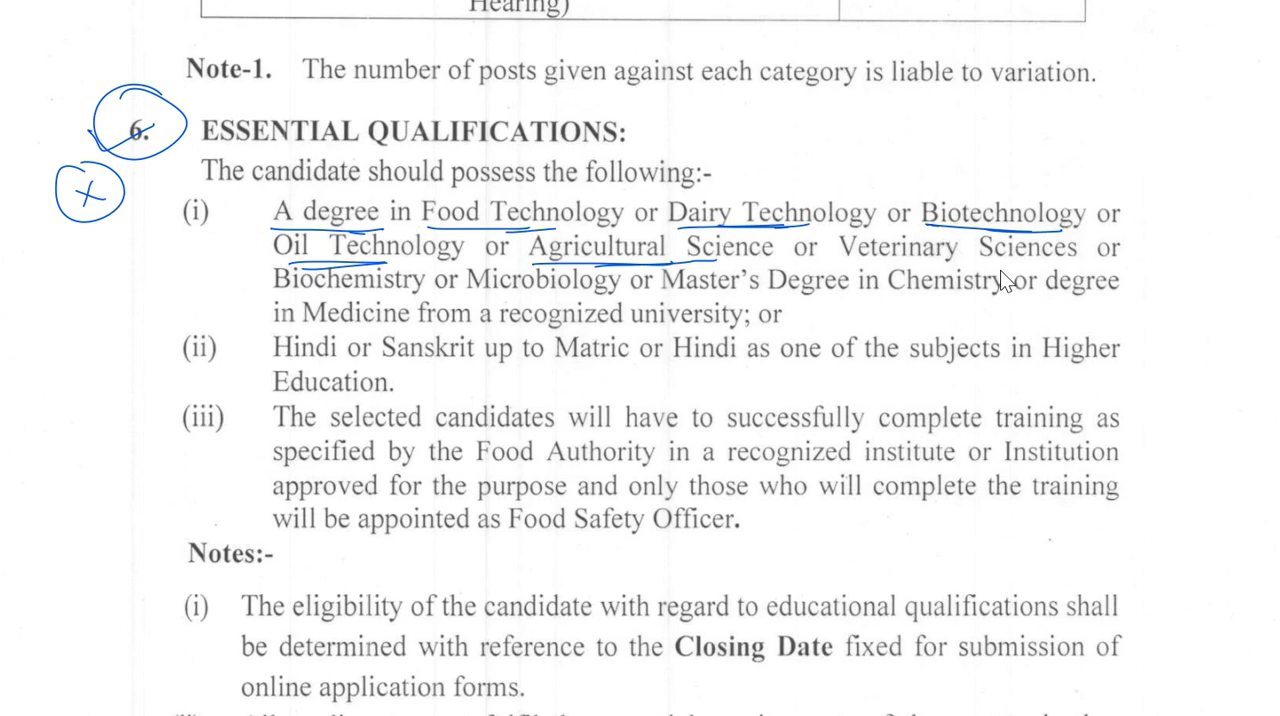 Hearing)
Note-1. The number of posts given against each category is liable to variation.
6. ESSENTIAL QUALIFICATIONS:
The candidate should possess the following:-
(i) A degree in Food Technology or Dairy Technology or Biotechnology or
Oil Technology or Agricultural Science or Veterinary Sciences or
Biochemistry or Microbiology or Master's Degree in Chemistry or degree
in Medicine from a recognized university; or
(ii) Hindi or Sanskrit up to Matric or Hindi as one of the subjects in Higher
Education.
(iii) The selected candidates will have to successfully complete training as
specified by the Food Authority in a recognized institute or Institution
approved for the purpose and only those who will complete the training
will be appointed as Food Safety Officer.
Notes:-
(i) The eligibility of the candidate with regard to educational qualifications shall
be determined with reference to the Closing Date fixed for submission of
online application forms.